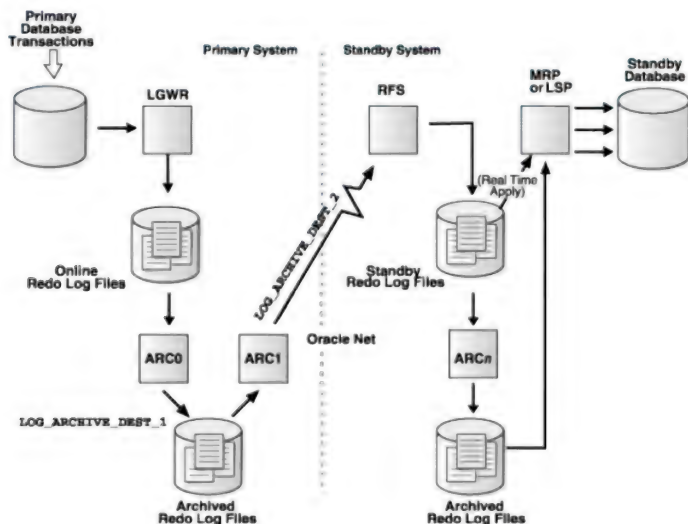 Primary
Database
Transactions
Primary System
Standby System
LGWR
RFS
MRP
or LSP
Standby
Database
(Real Time
Apply)
LOG_ARCHIVE_DEST_2
Online
Redo Log Files
Standby
Redo Log Files
Oracle Net
ARC0
ARC1
ARCn
LOG_ARCHIVE_DEST_1
Archived
Redo Log Files
Archived
Redo Log Files